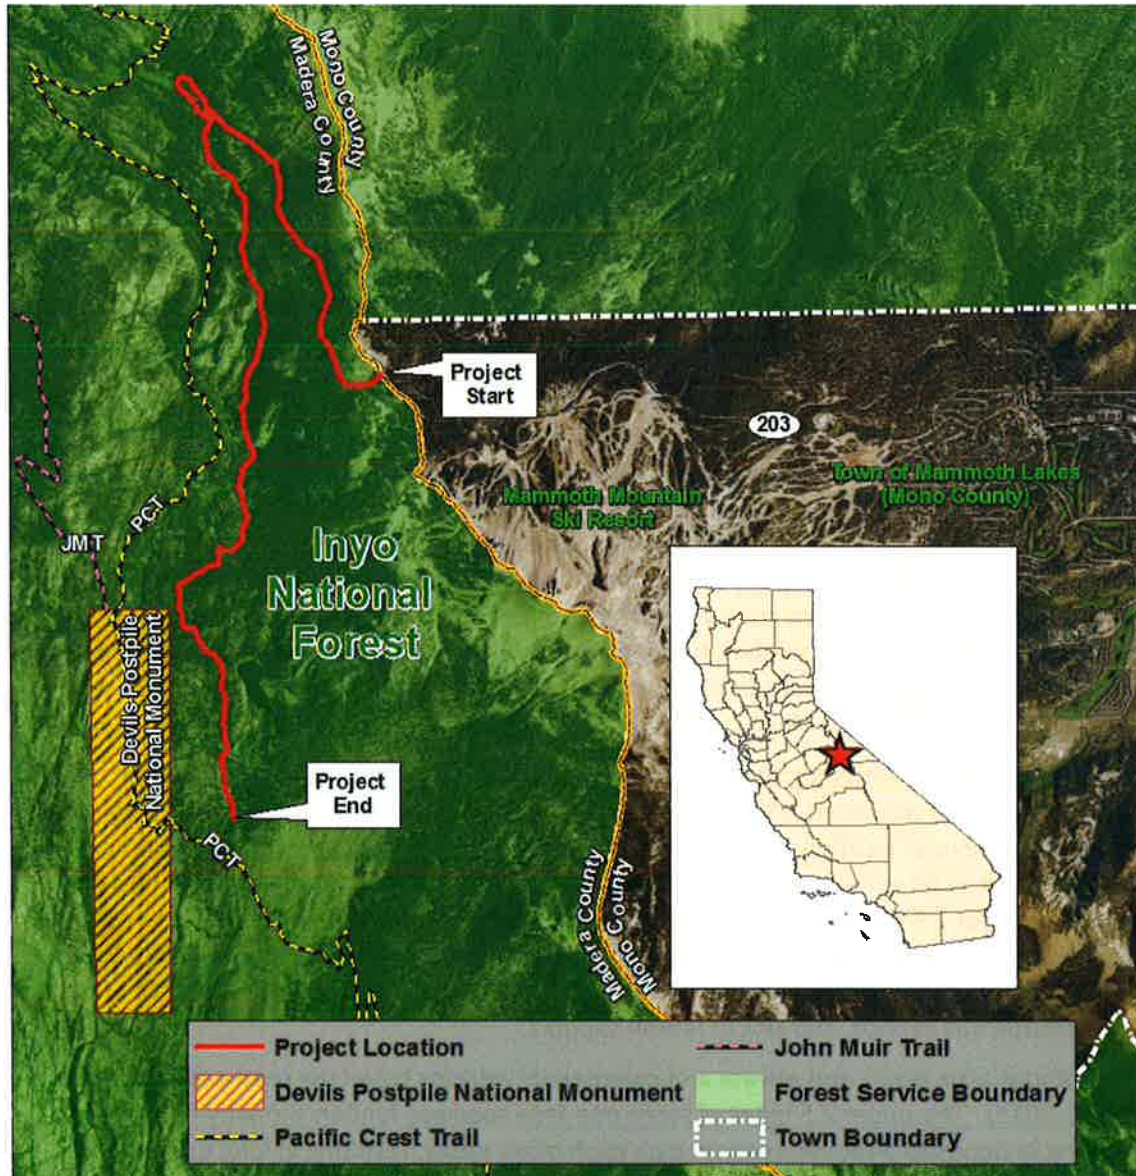 Mono County
Madera County
Project
Start
203
Mammoth Mountain
Ski Resort
Town of Mammoth Lakes
(Mono County)
PCT
JMT
Inyo
National
Forest
Devils Postpile
National Monument
Project
End
PCT
Madera County
Mono County
Project Location
Devils Postpile National Monument
Pacific Crest Trail
John Muir Trail
Forest Service Boundary
Town Boundary